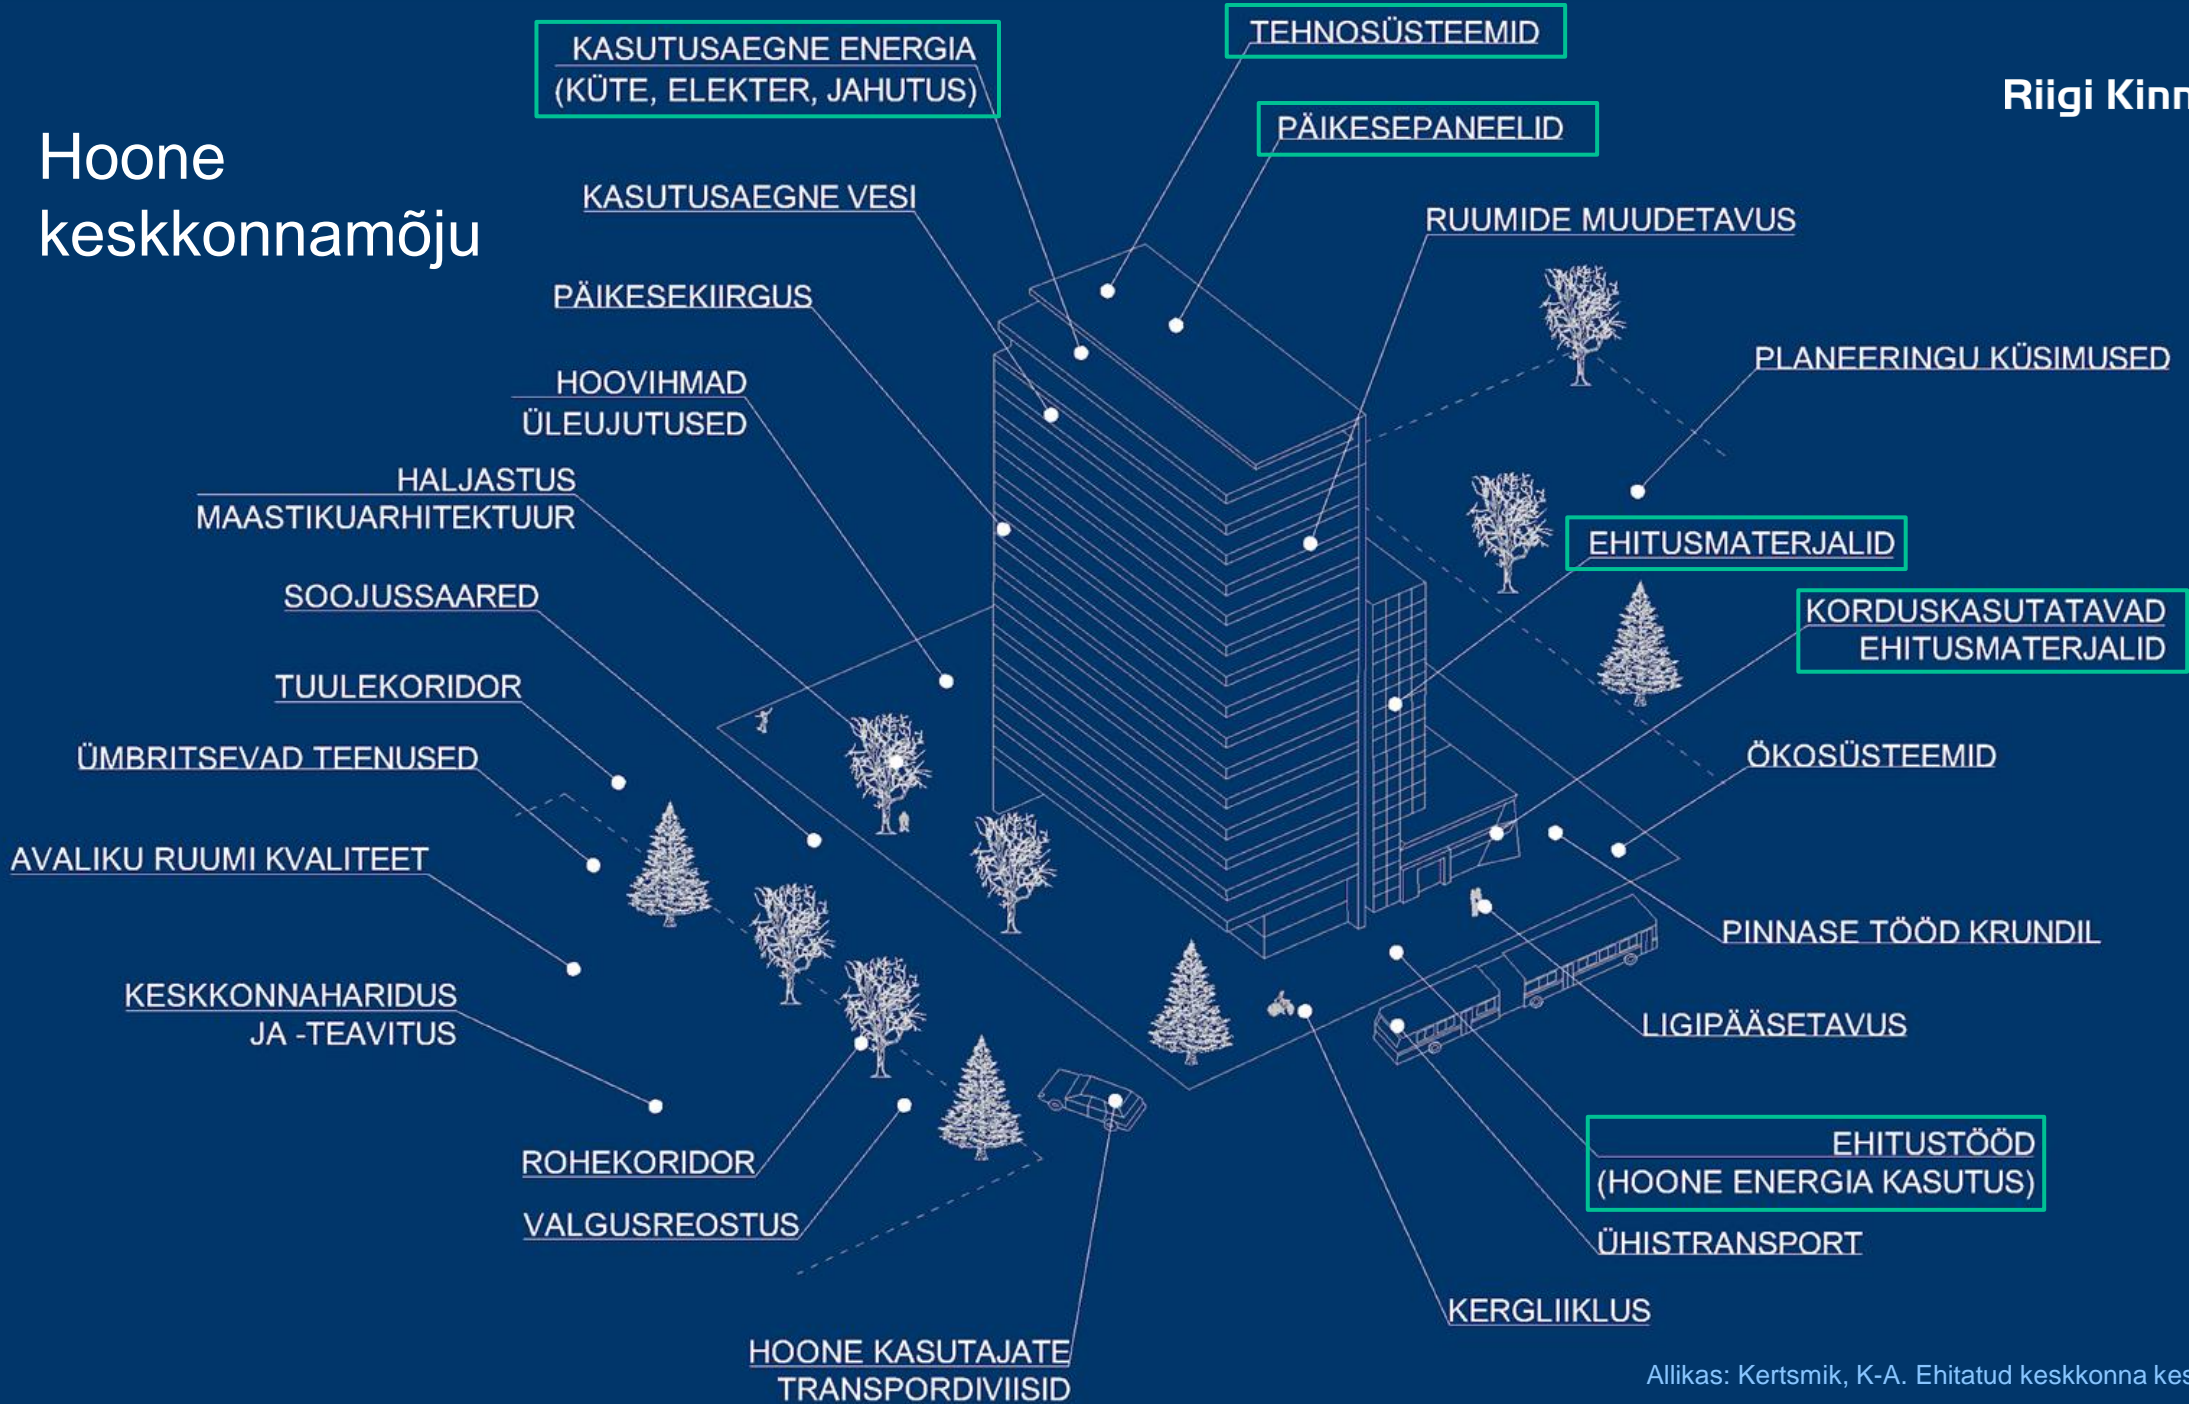 Hoone
keskkonnamõju
Riigi Kinn
KASUTUSAEGNE ENERGIA
(KÜTE, ELEKTER, JAHUTUS)
KASUTUSAEGNE VESI
PÄIKESEKIIRGUS
HOOVIHMAD
ÜLEUJUTUSED
HALJASTUS
MAASTIKUARHITEKTUUR
SOOJUSSAARED
TUULEKORIDOR
ÜMBRITSEVAD TEENUSED
AVALIKU RUUMI KVALITEET
KESKKONNAHARIDUS
JA -TEAVITUS
ROHEKORIDOR
VALGUSREOSTUS
HOONE KASUTAJATE
TRANSPORDIVIISID
TEHNOSÜSTEEMID
PÄIKESEPANEELID
RUUMIDE MUUDETAVUS
PLANEERINGU KÜSIMUSED
EHITUSMATERJALID
KORDUSKASUTATAVAD
EHITUSMATERJALID
ÖKOSÜSTEEMID
PINNASE TÖÖD KRUNDIL
LIGIPÄÄSETAVUS
EHITUSTÖÖD
(HOONE ENERGIA KASUTUS)
ÜHISTRANSPORT
KERGLIIKLUS
Allikas: Kertsmik, K-A. Ehitatud keskkonna kes